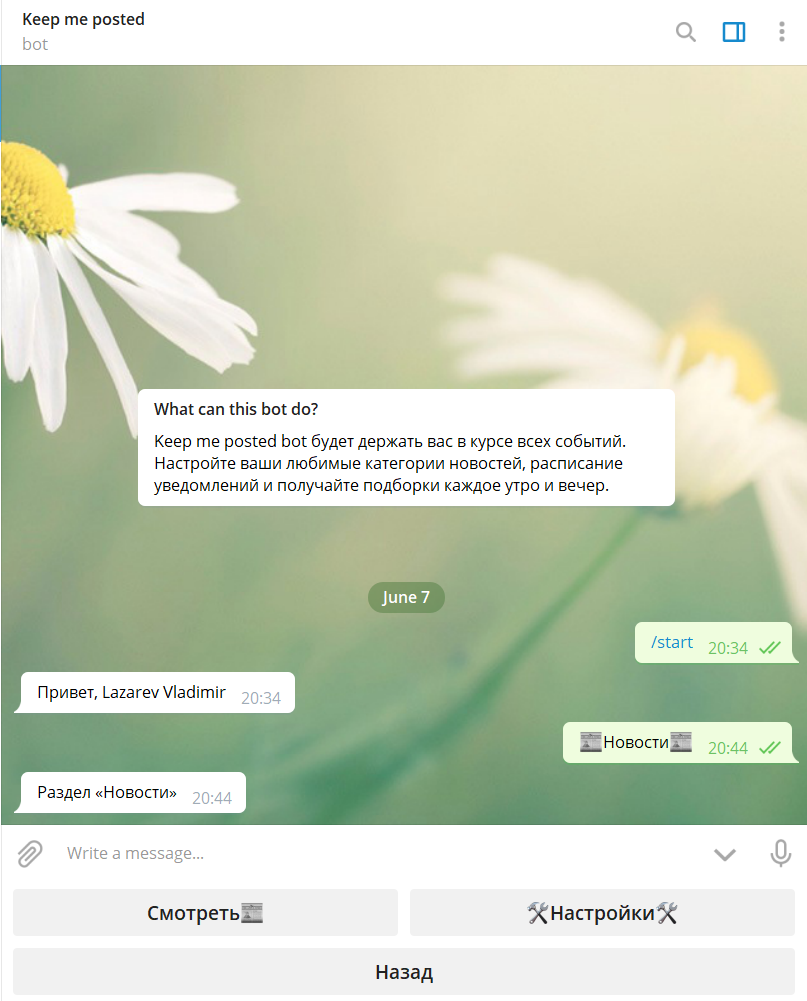 Keep me posted
bot
What can this bot do?
Keep me posted bot будет держать вас в курсе всех событий.
Настройте ваши любимые категории новостей, расписание
уведомлений и получайте подборки каждое утро и вечер.
June 7
/start 20:34
Привет, Lazarev Vladimir 20:34
📰Новости📰 20:44
Раздел «Новости» 20:44
Write a message...
Смотреть📰 🛠Настройки🛠
Назад